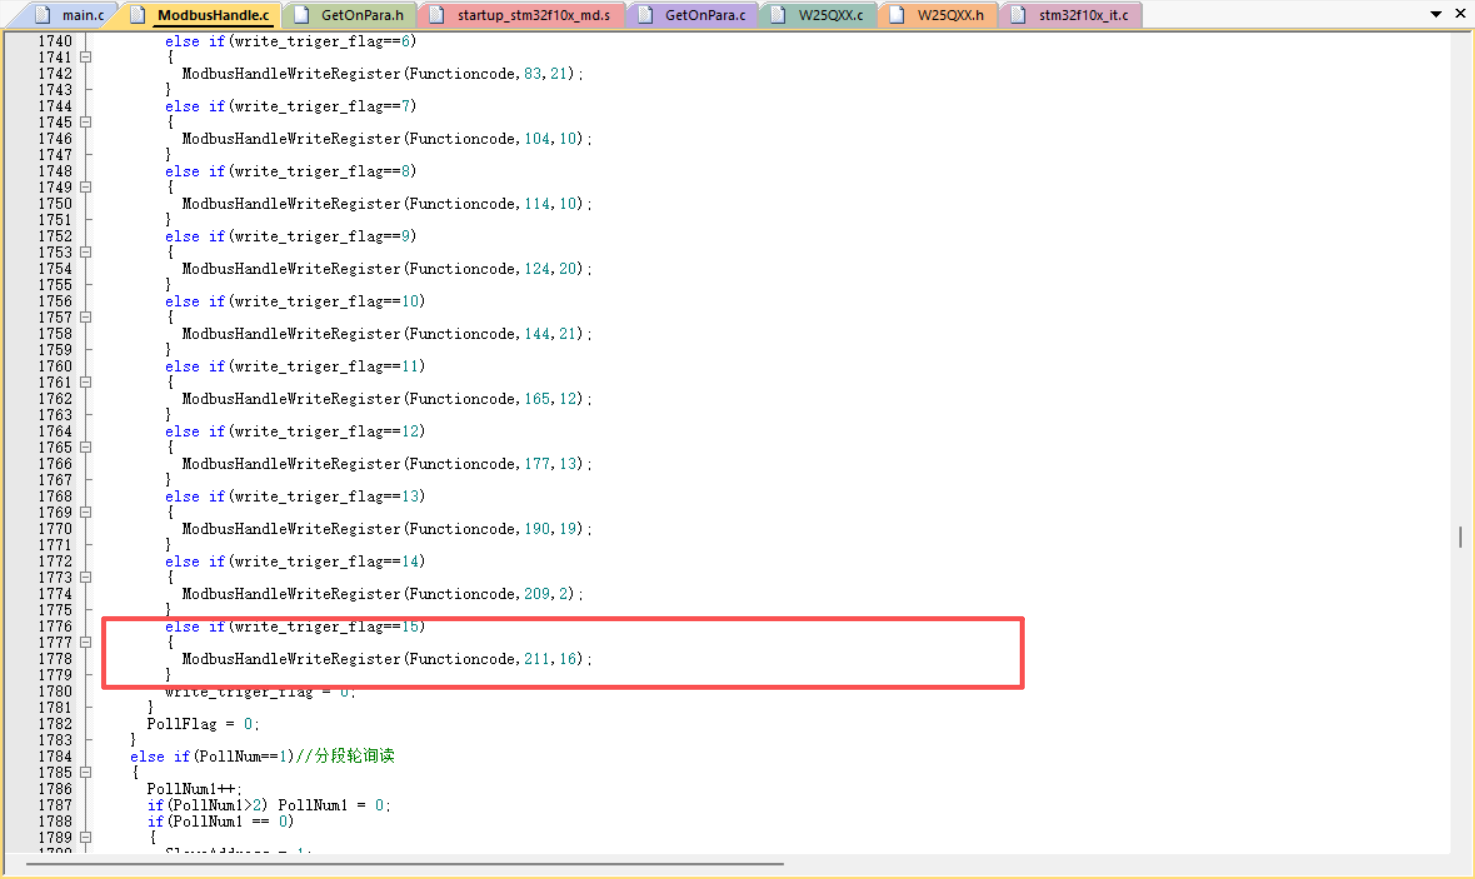 main.c ModbusHandle.c GetOnPara.h startup_stm32f10x_md.s GetOnPara.c W25QXX.c W25QXX.h stm32f10x_it.c
1740 else if(write_triger_flag==6)
1741 {
1742 ModbusHandleWriteRegister(Functioncode,83,21);
1743 }
1744 else if(write_triger_flag==7)
1745 {
1746 ModbusHandleWriteRegister(Functioncode,104,10);
1747 }
1748 else if(write_triger_flag==8)
1749 {
1750 ModbusHandleWriteRegister(Functioncode,114,10);
1751 }
1752 else if(write_triger_flag==9)
1753 {
1754 ModbusHandleWriteRegister(Functioncode,124,20);
1755 }
1756 else if(write_triger_flag==10)
1757 {
1758 ModbusHandleWriteRegister(Functioncode,144,21);
1759 }
1760 else if(write_triger_flag==11)
1761 {
1762 ModbusHandleWriteRegister(Functioncode,165,12);
1763 }
1764 else if(write_triger_flag==12)
1765 {
1766 ModbusHandleWriteRegister(Functioncode,177,13);
1767 }
1768 else if(write_triger_flag==13)
1769 {
1770 ModbusHandleWriteRegister(Functioncode,190,19);
1771 }
1772 else if(write_triger_flag==14)
1773 {
1774 ModbusHandleWriteRegister(Functioncode,209,2);
1775 }
1776 else if(write_triger_flag==15)
1777 {
1778 ModbusHandleWriteRegister(Functioncode,211,16);
1779 }
1780 write_triger_flag = 0;
1781 }
1782 PollFlag = 0;
1783 }
1784 else if(PollNum==1)//分段轮询读
1785 {
1786 PollNum1++;
1787 if(PollNum1>2) PollNum1 = 0;
1788 if(PollNum1 == 0)
1789 {
1790 SlaveAddress = 1;